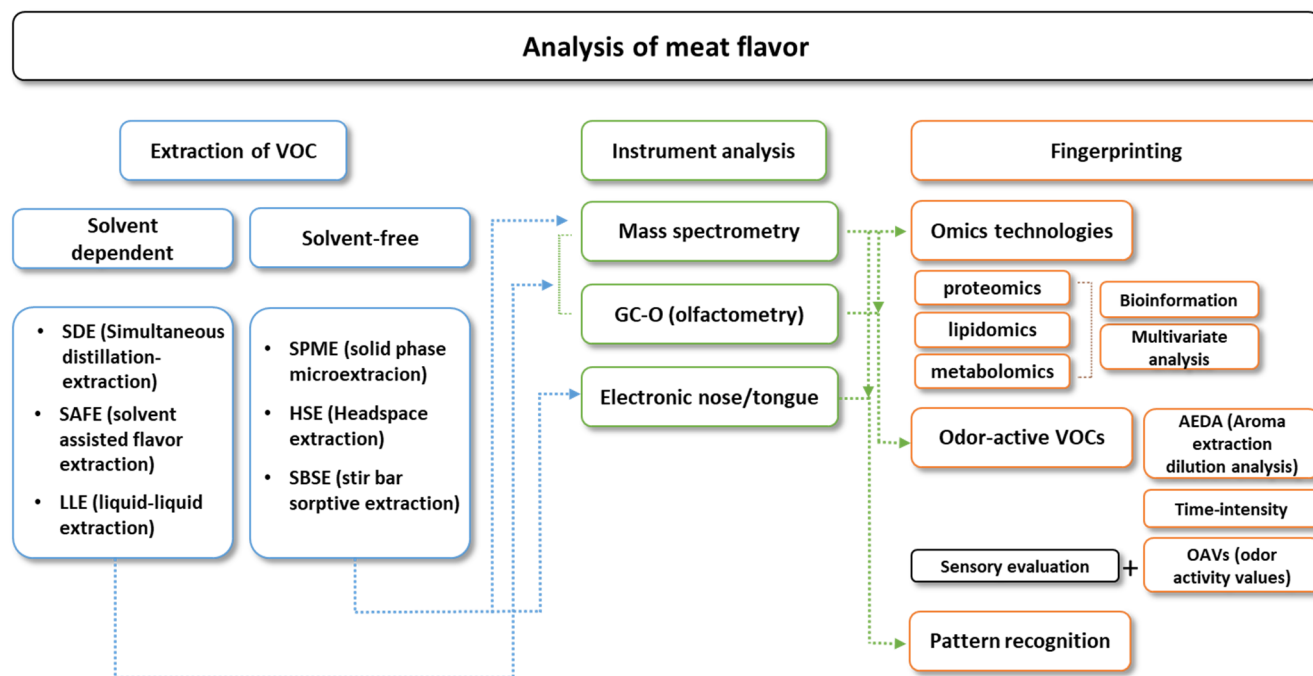 Analysis of meat flavor
Extraction of VOC
Solvent
dependent
Solvent-free
• SDE (Simultaneous
distillation-
extraction)
• SAFE (solvent
assisted flavor
extraction)
• LLE (liquid-liquid
extraction)
• SPME (solid phase
microextracion)
• HSE (Headspace
extraction)
• SBSE (stir bar
sorptive extraction)
Instrument analysis
Mass spectrometry
GC-O (olfactometry)
Electronic nose/tongue
Fingerprinting
Omics technologies
proteomics
lipidomics
metabolomics
Bioinformation
Multivariate
analysis
Odor-active VOCs
AEDA (Aroma
extraction
dilution analysis)
Time-intensity
Sensory evaluation
+
OAVs (odor
activity values)
Pattern recognition